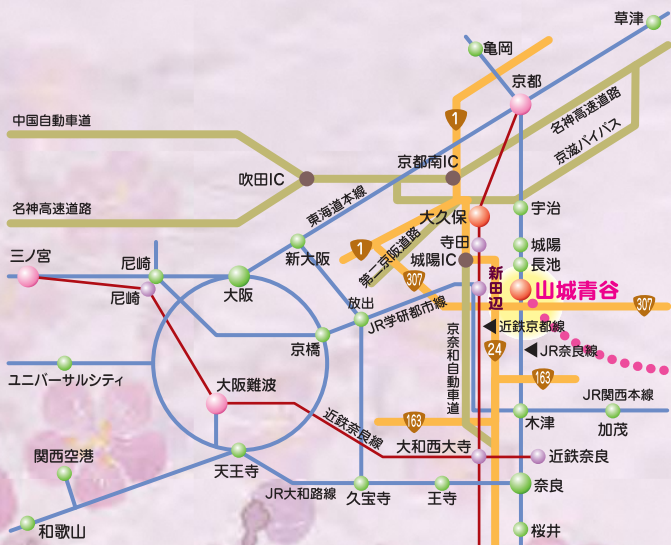 草津
亀岡
京都
中国自動車道
名神高速道路
1
京滋バイパス
京都南IC
吹田IC
東海道本線
名神高速道路
大久保
宇治
寺田
城陽
1
第二京阪道路
城陽IC
長池
三ノ宮
尼崎
新大阪
307
新田辺
山城青谷
尼崎
大阪
放出
JR学研都市線
307
近鉄京都線
京橋
京奈和自動車道
24
JR奈良線
ユニバーサルシティ
163
大阪難波
JR関西本線
近鉄奈良線
163
木津
加茂
大和西大寺
近鉄奈良
関西空港
天王寺
JR大和路線
久宝寺
王寺
奈良
和歌山
桜井